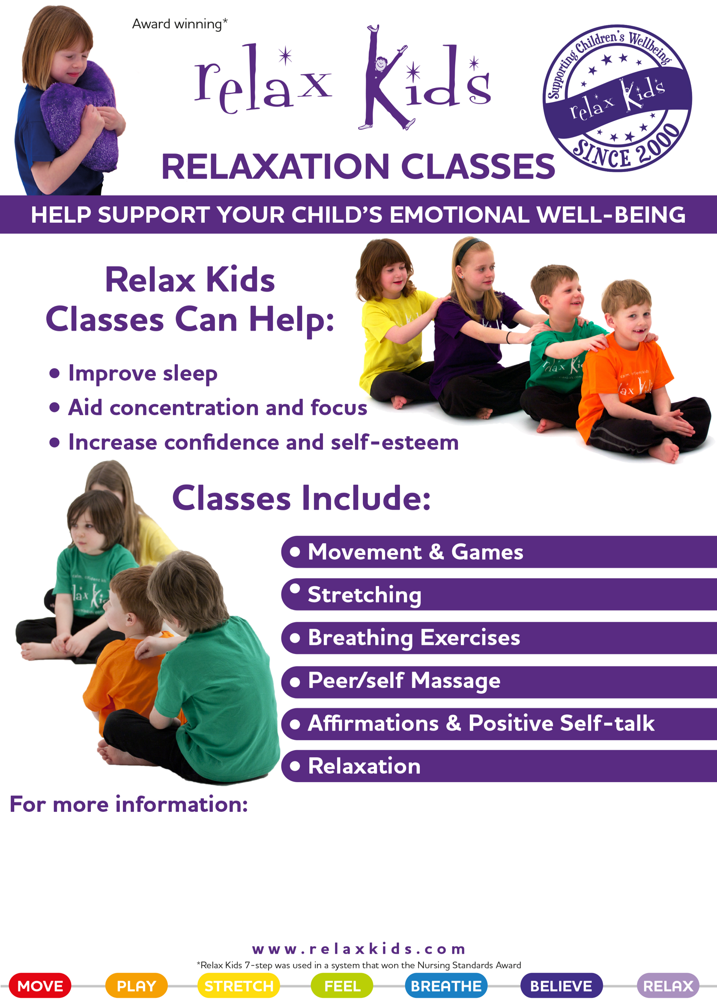 Award winning*
relax kids
Supporting Children's Wellbeing
relax kids
SINCE 2000
RELAXATION CLASSES
HELP SUPPORT YOUR CHILD’S EMOTIONAL WELL-BEING
Relax Kids
Classes Can Help:
• Improve sleep
• Aid concentration and focus
• Increase confidence and self-esteem
Classes Include:
• Movement & Games
• Stretching
• Breathing Exercises
• Peer/self Massage
• Affirmations & Positive Self-talk
• Relaxation
For more information:
www.relaxkids.com
*Relax Kids 7-step was used in a system that won the Nursing Standards Award
MOVE PLAY STRETCH FEEL BREATHE BELIEVE RELAX